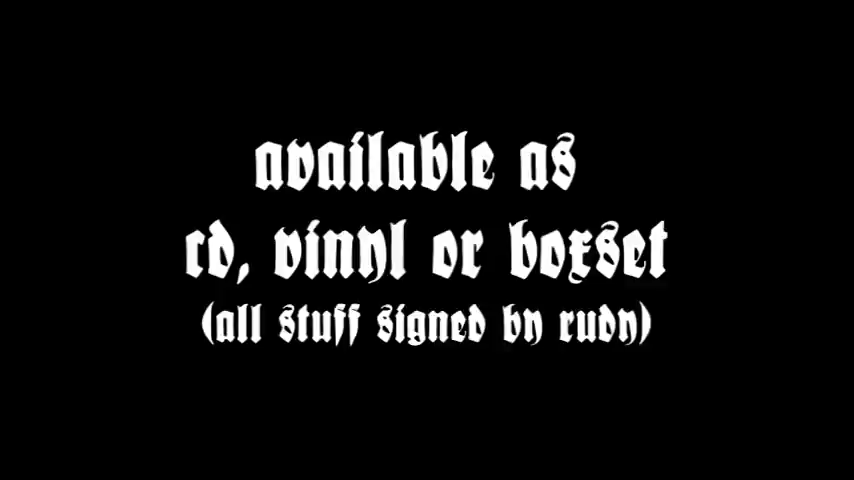 available as
cd, vinyl or boxset
(all stuff signed by rudy)